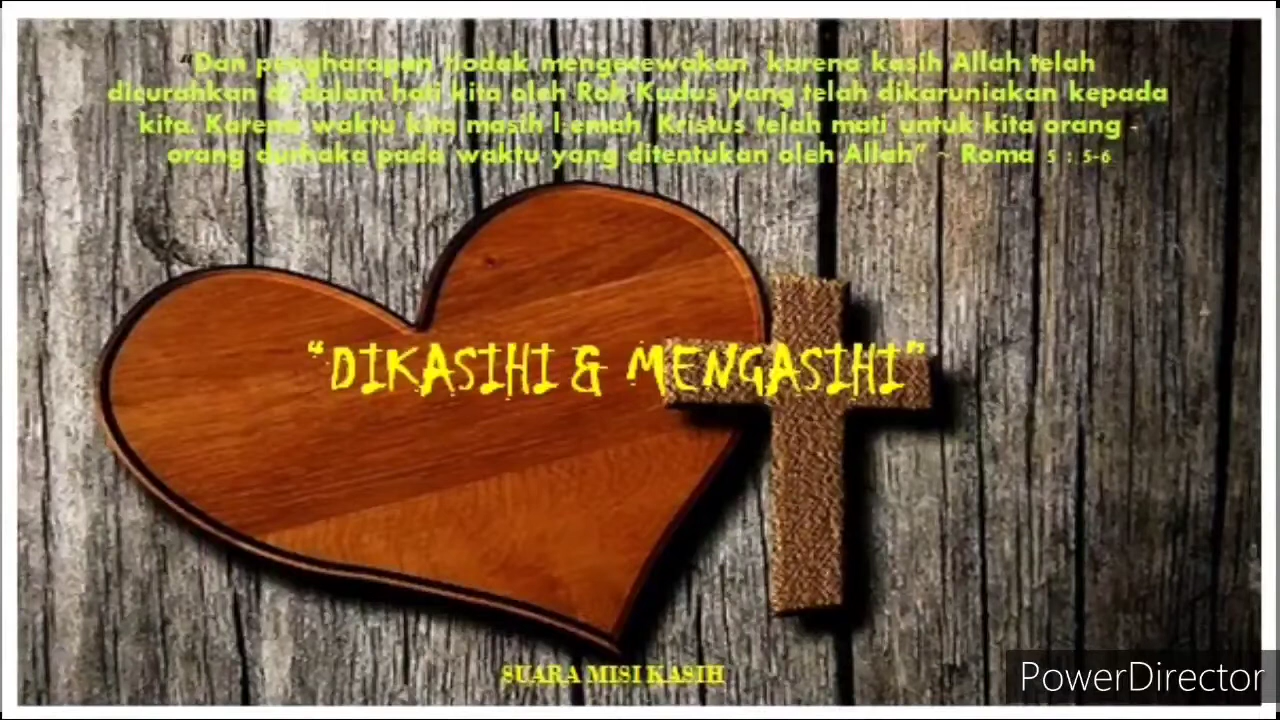 “Dan pengharapan tiodak mengecewakan karena kasih Allah telah
dicurahkan di dalam hati kita oleh Roh Kudus yang telah dikaruniakan kepada
kita. Karena waktu kita masih l emah, Kristus telah mati untuk kita orang -
orang durhaka pada waktu yang ditentukan oleh Allah” ~ Roma 5 : 5-6
“DIKASIHI & MENGASIHI”
SUARA MISI KASIH
PowerDirector